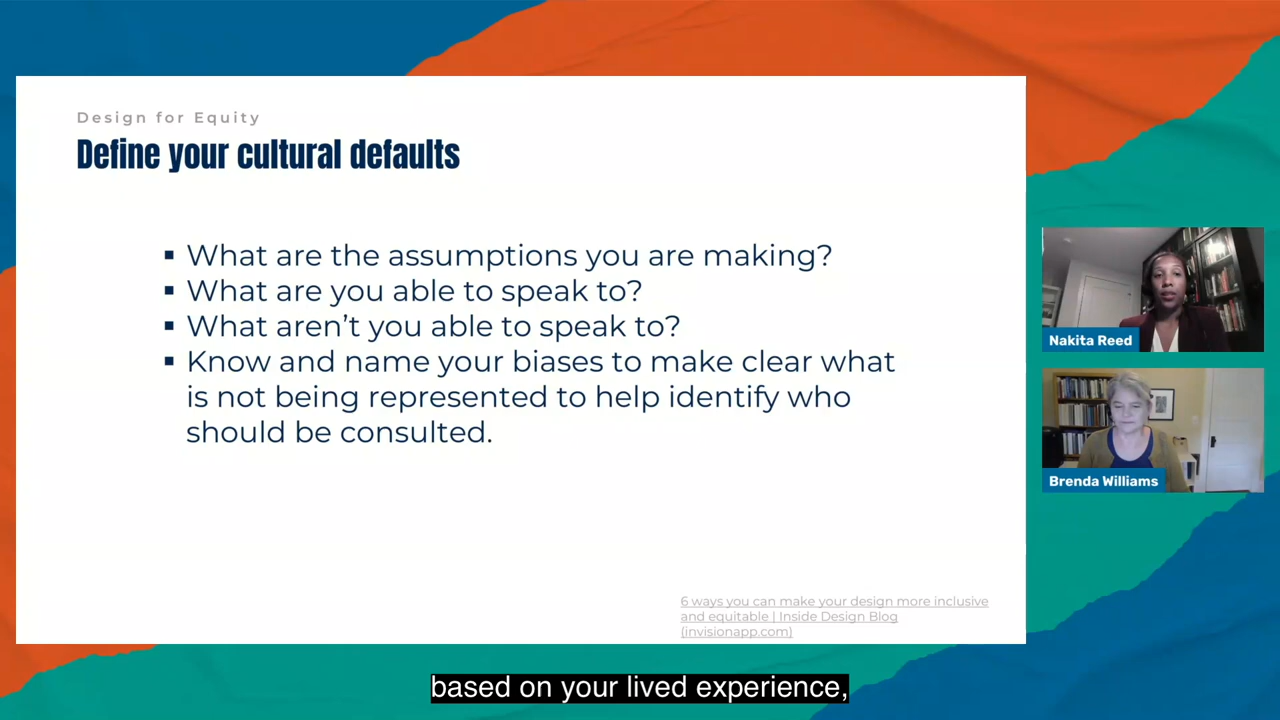 Design for Equity
Define your cultural defaults
▪ What are the assumptions you are making?
▪ What are you able to speak to?
▪ What aren’t you able to speak to?
▪ Know and name your biases to make clear what
is not being represented to help identify who
should be consulted.
6 ways you can make your design more inclusive
and equitable | Inside Design Blog
(invisionapp.com)
Nakita Reed
Brenda Williams
based on your lived experience,